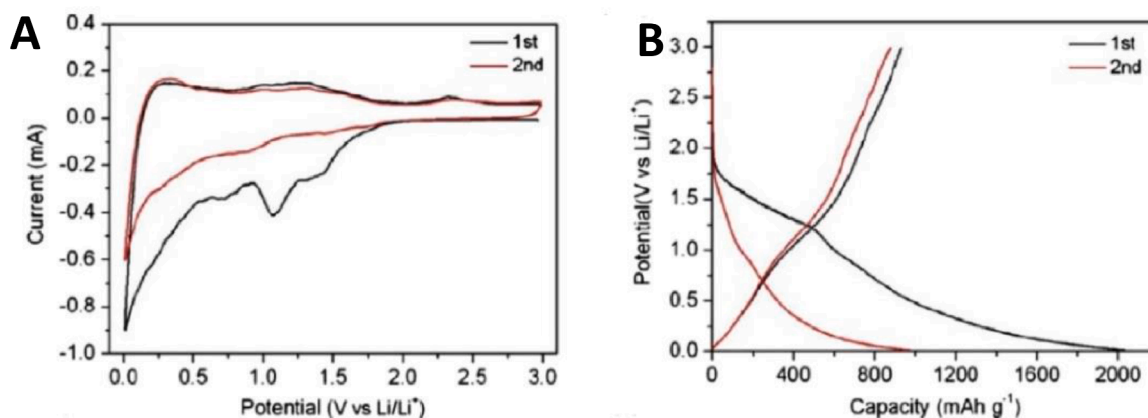 A
0.4
0.2
0.0
-0.2
-0.4
-0.6
-0.8
-1.0
Current (mA)
1st
2nd
0.0 0.5 1.0 1.5 2.0 2.5 3.0
Potential (V vs Li/Li⁺)
B
3.0
2.5
2.0
1.5
1.0
0.5
0.0
Potential(V vs Li/Li⁺)
1st
2nd
0 400 800 1200 1600 2000
Capacity (mAh g⁻¹)